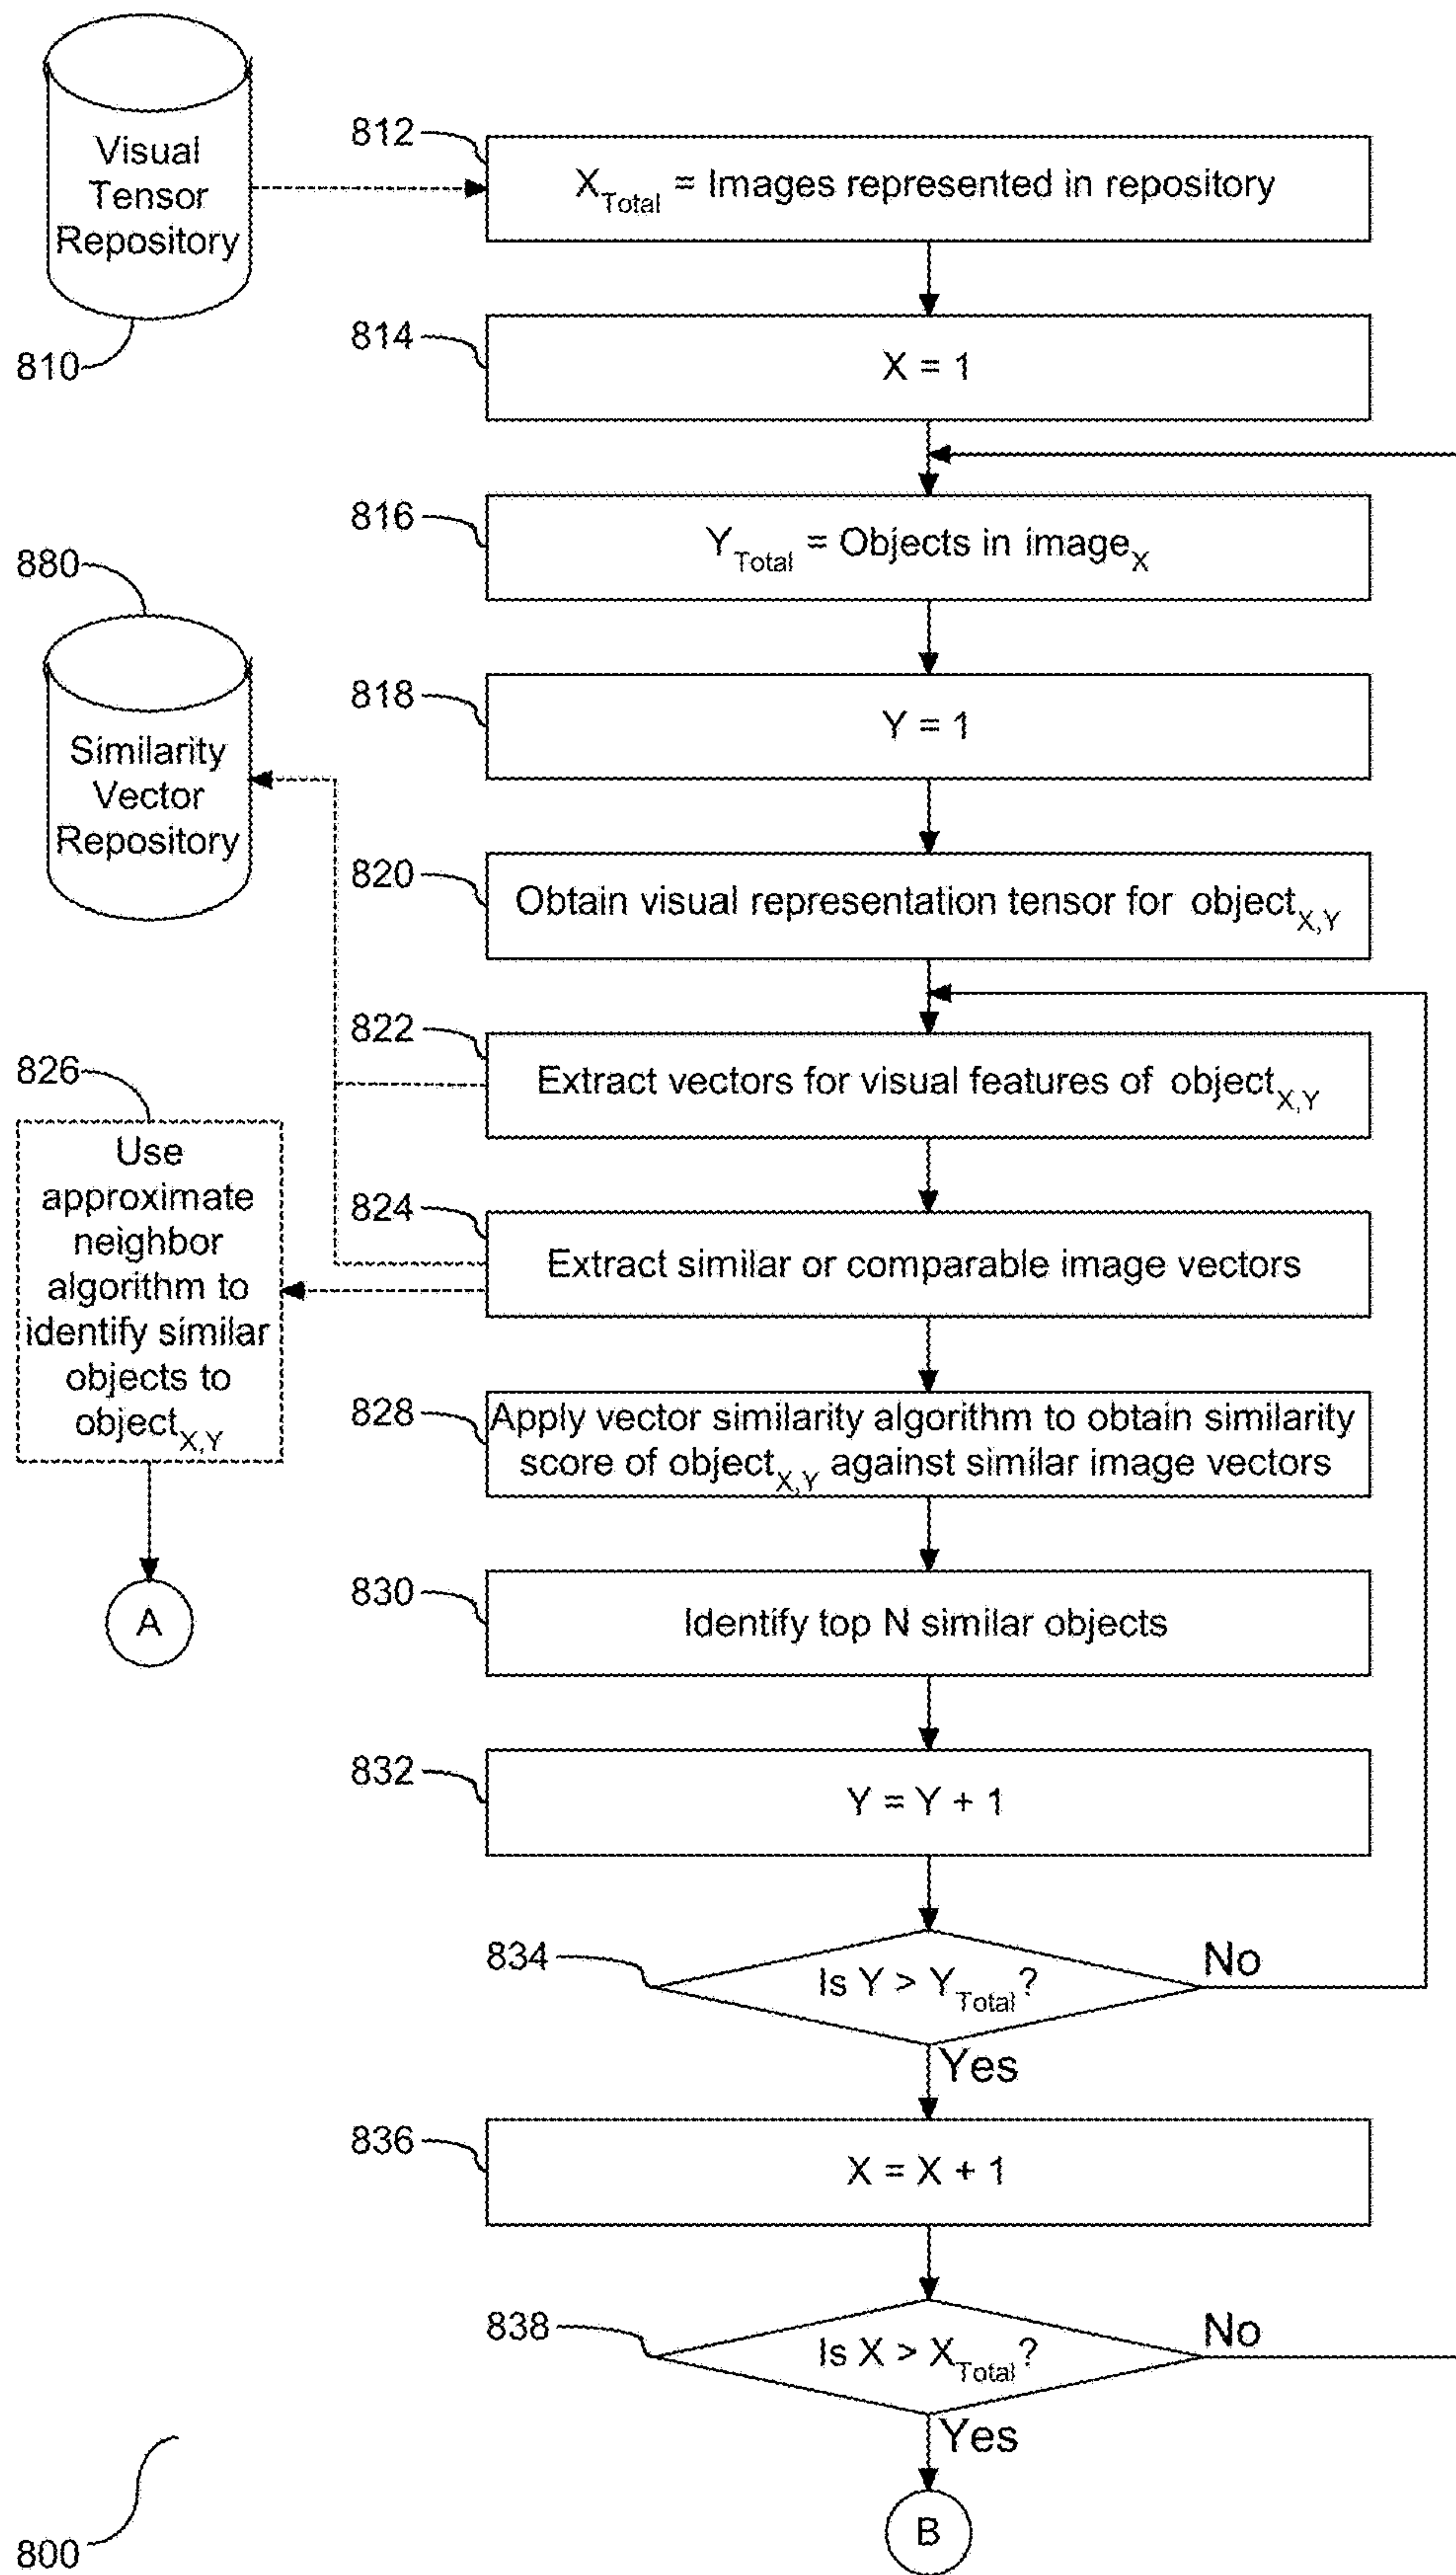 Visual
Tensor
Repository
810
812
X_Total = Images represented in repository
814
X = 1
816
Y_Total = Objects in image_X
880
Similarity
Vector
Repository
818
Y = 1
820
Obtain visual representation tensor for object_X,Y
822
Extract vectors for visual features of object_X,Y
824
Extract similar or comparable image vectors
826
Use
approximate
neighbor
algorithm to
identify similar
objects to
object_X,Y
A
828
Apply vector similarity algorithm to obtain similarity
score of object_X,Y against similar image vectors
830
Identify top N similar objects
832
Y = Y + 1
834
Is Y > Y_Total?
No
Yes
836
X = X + 1
838
Is X > X_Total?
No
Yes
B
800